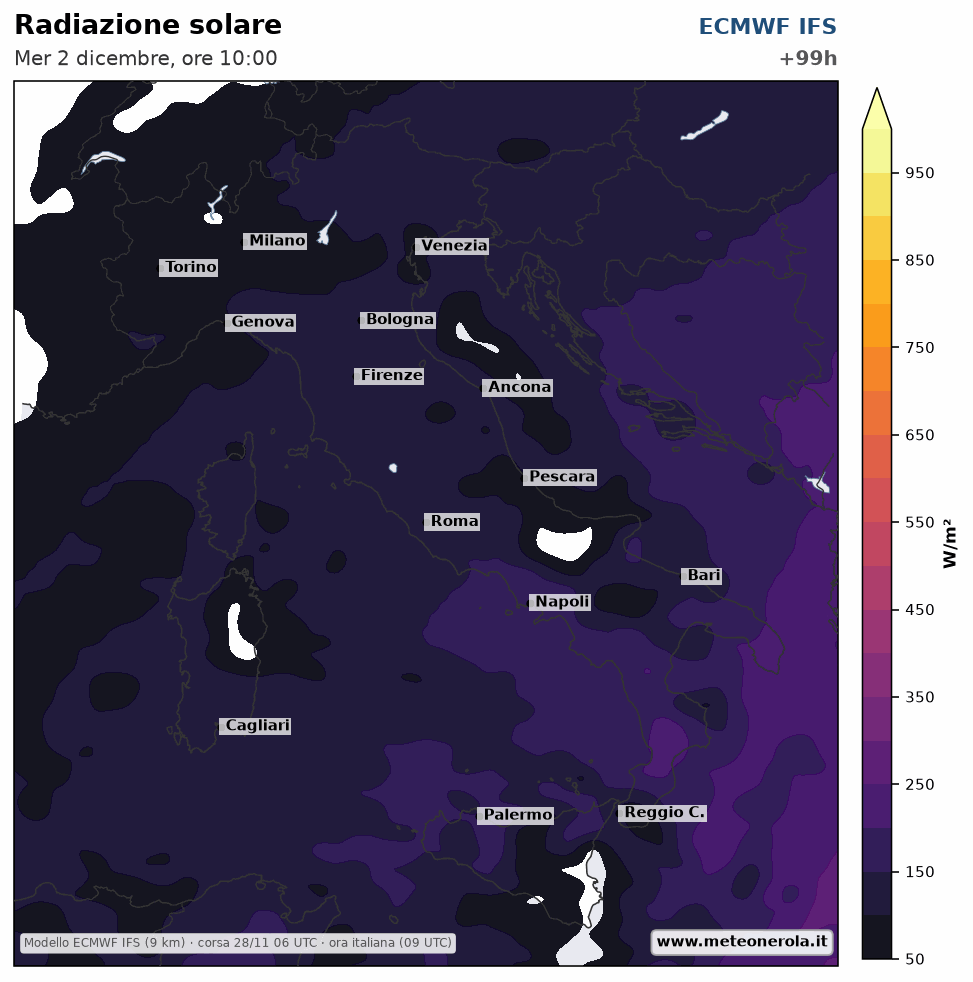 Radiazione solare
ECMWF IFS
Mer 2 dicembre, ore 10:00
+99h
Milano
Venezia
Torino
Genova
Bologna
Firenze
Ancona
Pescara
Roma
Bari
Napoli
Cagliari
Palermo
Reggio C.
950
850
750
650
550
450
350
250
150
50
W/m²
Modello ECMWF IFS (9 km) · corsa 28/11 06 UTC · ora italiana (09 UTC)
www.meteonerola.it